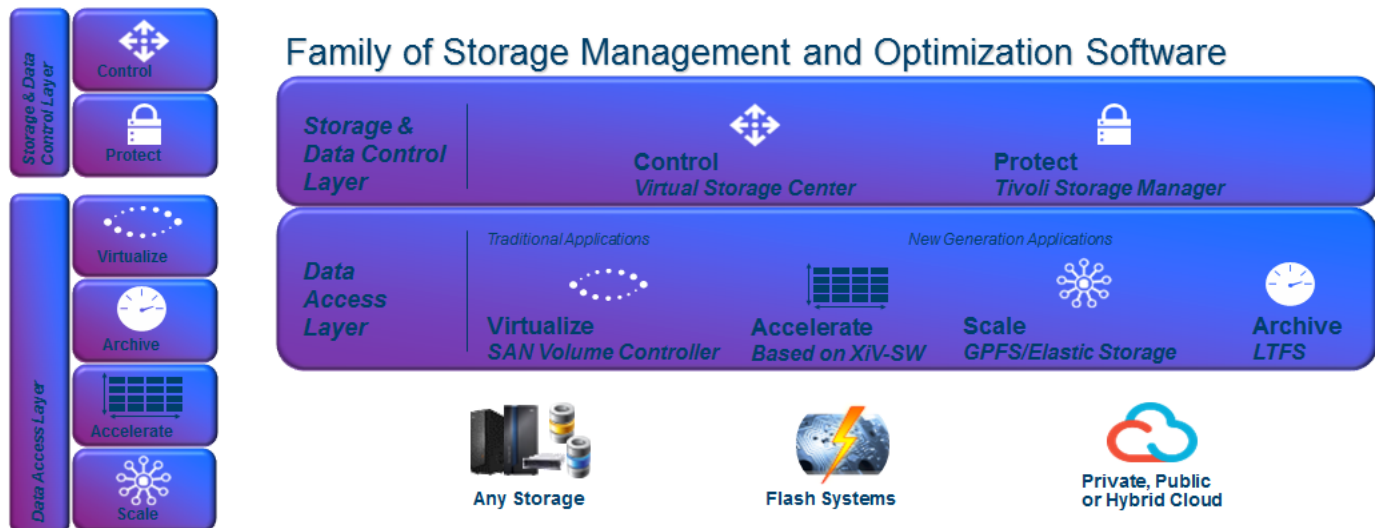 Storage & Data
Control Layer
Control
Protect
Data Access Layer
Virtualize
Archive
Accelerate
Scale
Family of Storage Management and Optimization Software
Storage &
Data Control
Layer
Control
Virtual Storage Center
Protect
Tivoli Storage Manager
Data
Access
Layer
Traditional Applications
New Generation Applications
Virtualize
SAN Volume Controller
Accelerate
Based on XiV-SW
Scale
GPFS/Elastic Storage
Archive
LTFS
Any Storage
Flash Systems
Private, Public
or Hybrid Cloud